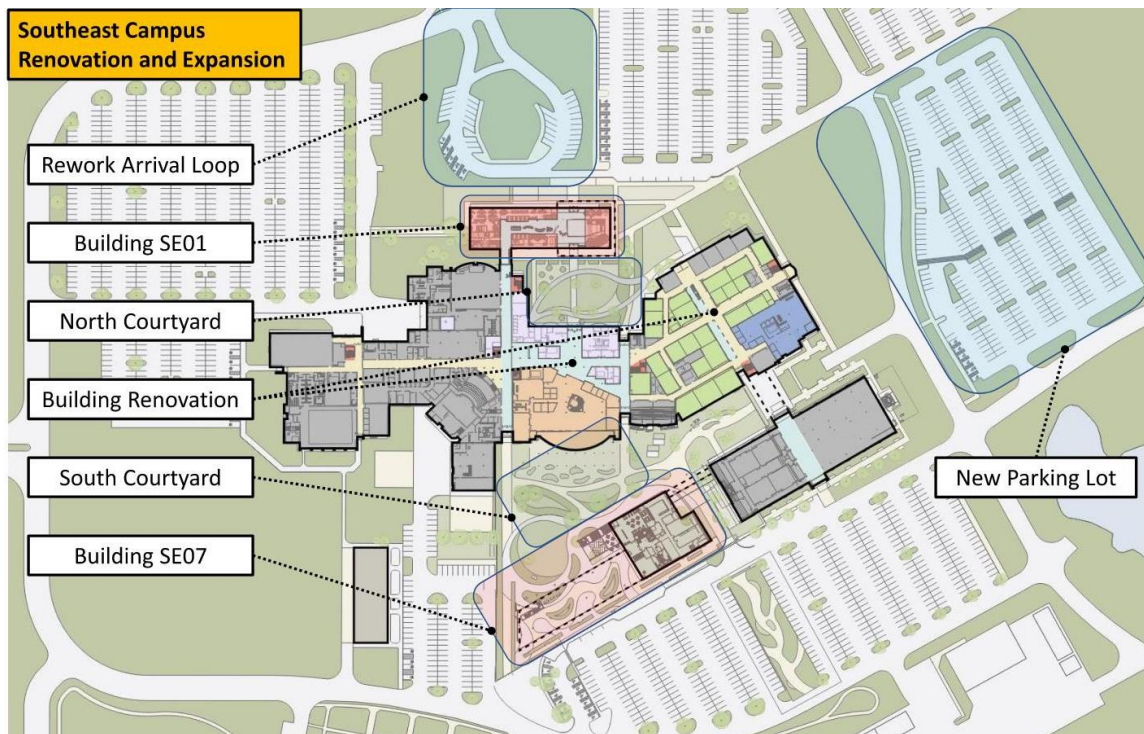 Southeast Campus
Renovation and Expansion
Rework Arrival Loop
Building SE01
North Courtyard
Building Renovation
South Courtyard
Building SE07
New Parking Lot